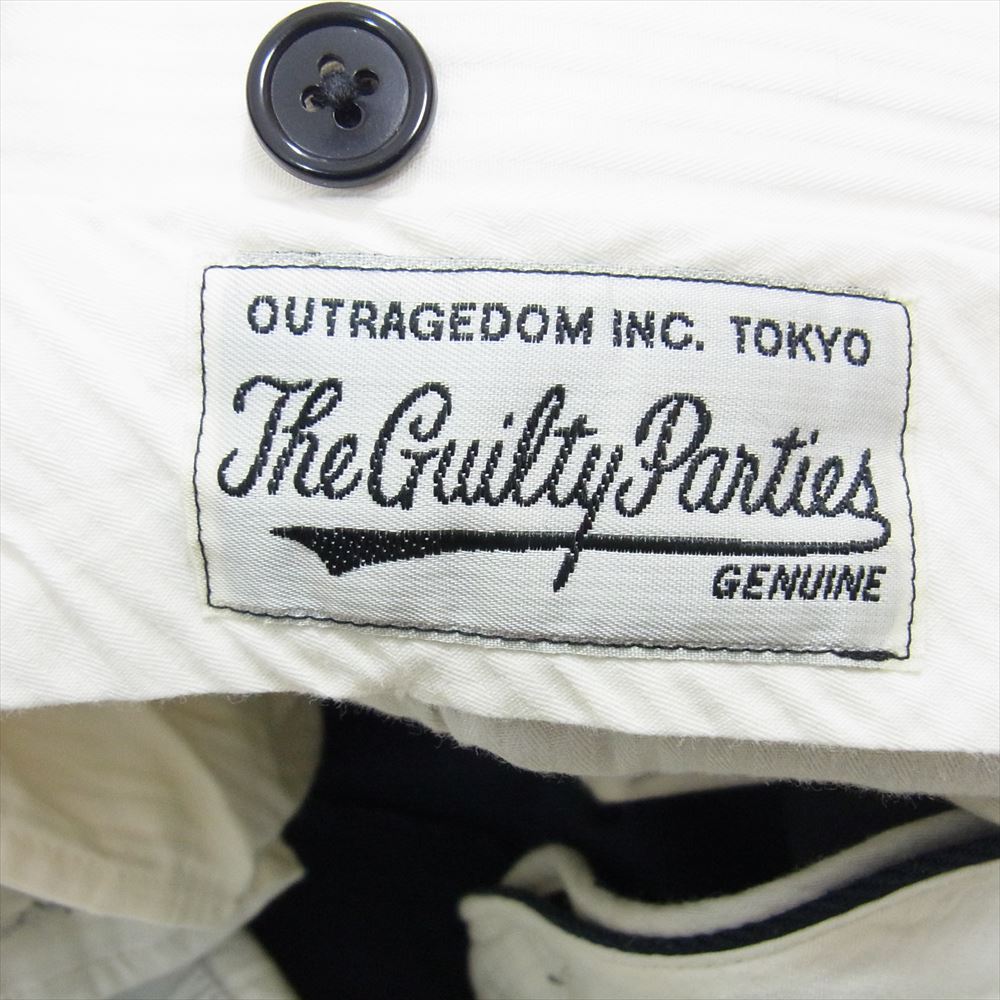 OUTRAGEDOM INC. TOKYO
The Guilty Parties
GENUINE